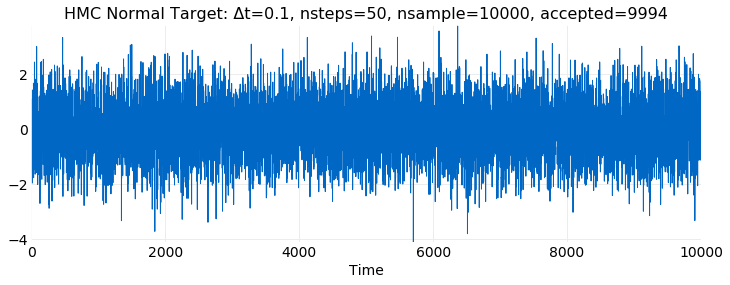 HMC Normal Target: Δt=0.1, nsteps=50, nsample=10000, accepted=9994
2
0
−2
−4
0 2000 4000 6000 8000 10000
Time